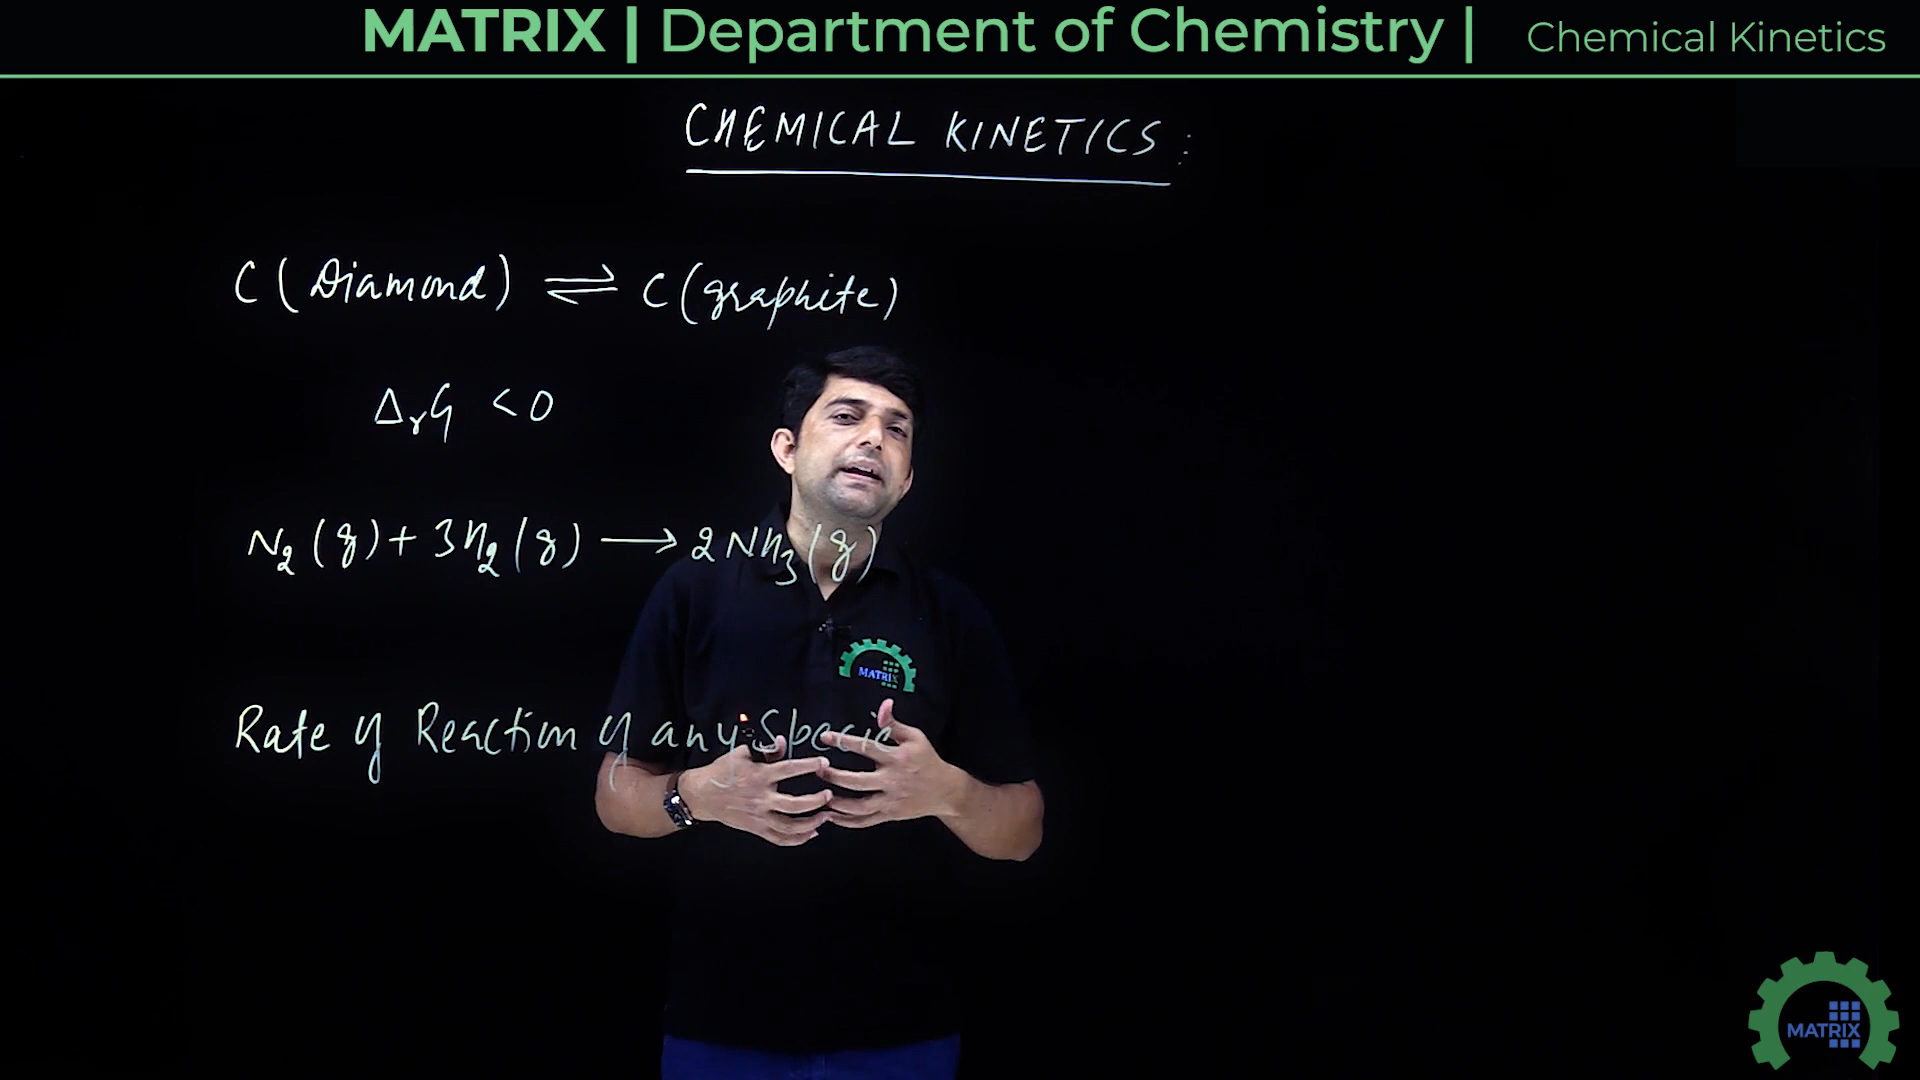 MATRIX | Department of Chemistry | Chemical Kinetics
CHEMICAL KINETICS :
C (Diamond) ⇌ C (graphite)
ΔrG < 0
N2 (g) + 3H2 (g) → 2NH3 (g)
Rate of Reaction of any Specie
MATRIX
MATRIX